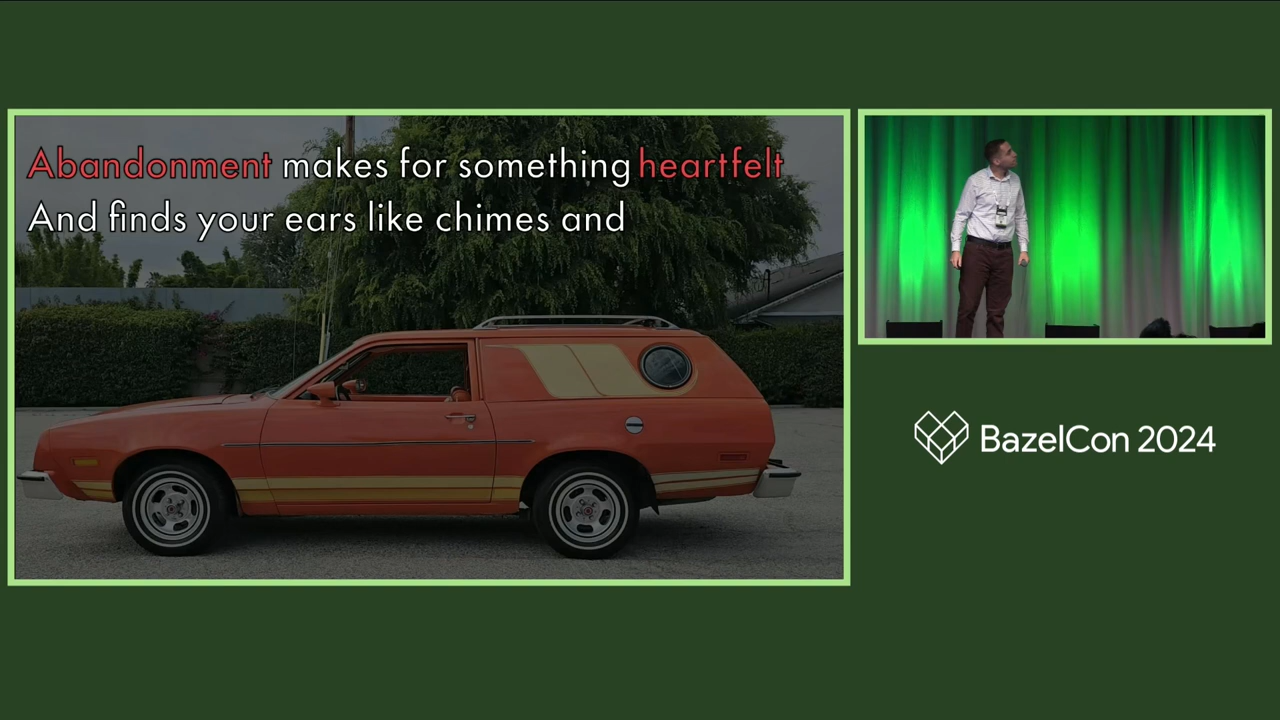 Abandonment makes for something heartfelt
And finds your ears like chimes and
BazelCon 2024